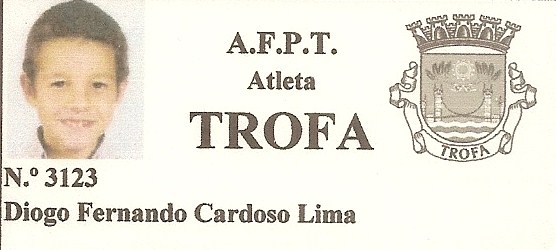 A.F.P.T.
Atleta
TROFA
TROFA
N.º 3123
Diogo Fernando Cardoso Lima